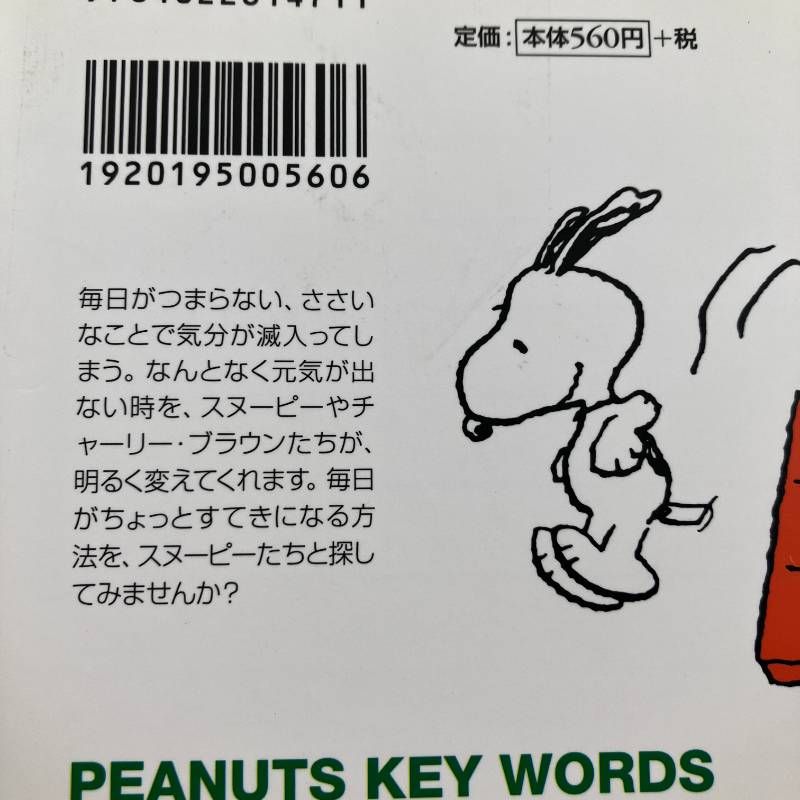 定価:本体560円+税
1920195005606
毎日がつまらない、ささい
なことで気分が滅入ってし
まう。なんとなく元気が出
ない時を、スヌーピーやチ
ャーリー・ブラウンたちが、
明るく変えてくれます。毎日
がちょっとすてきになる方
法を、スヌーピーたちと探し
てみませんか?
PEANUTS KEY WORDS